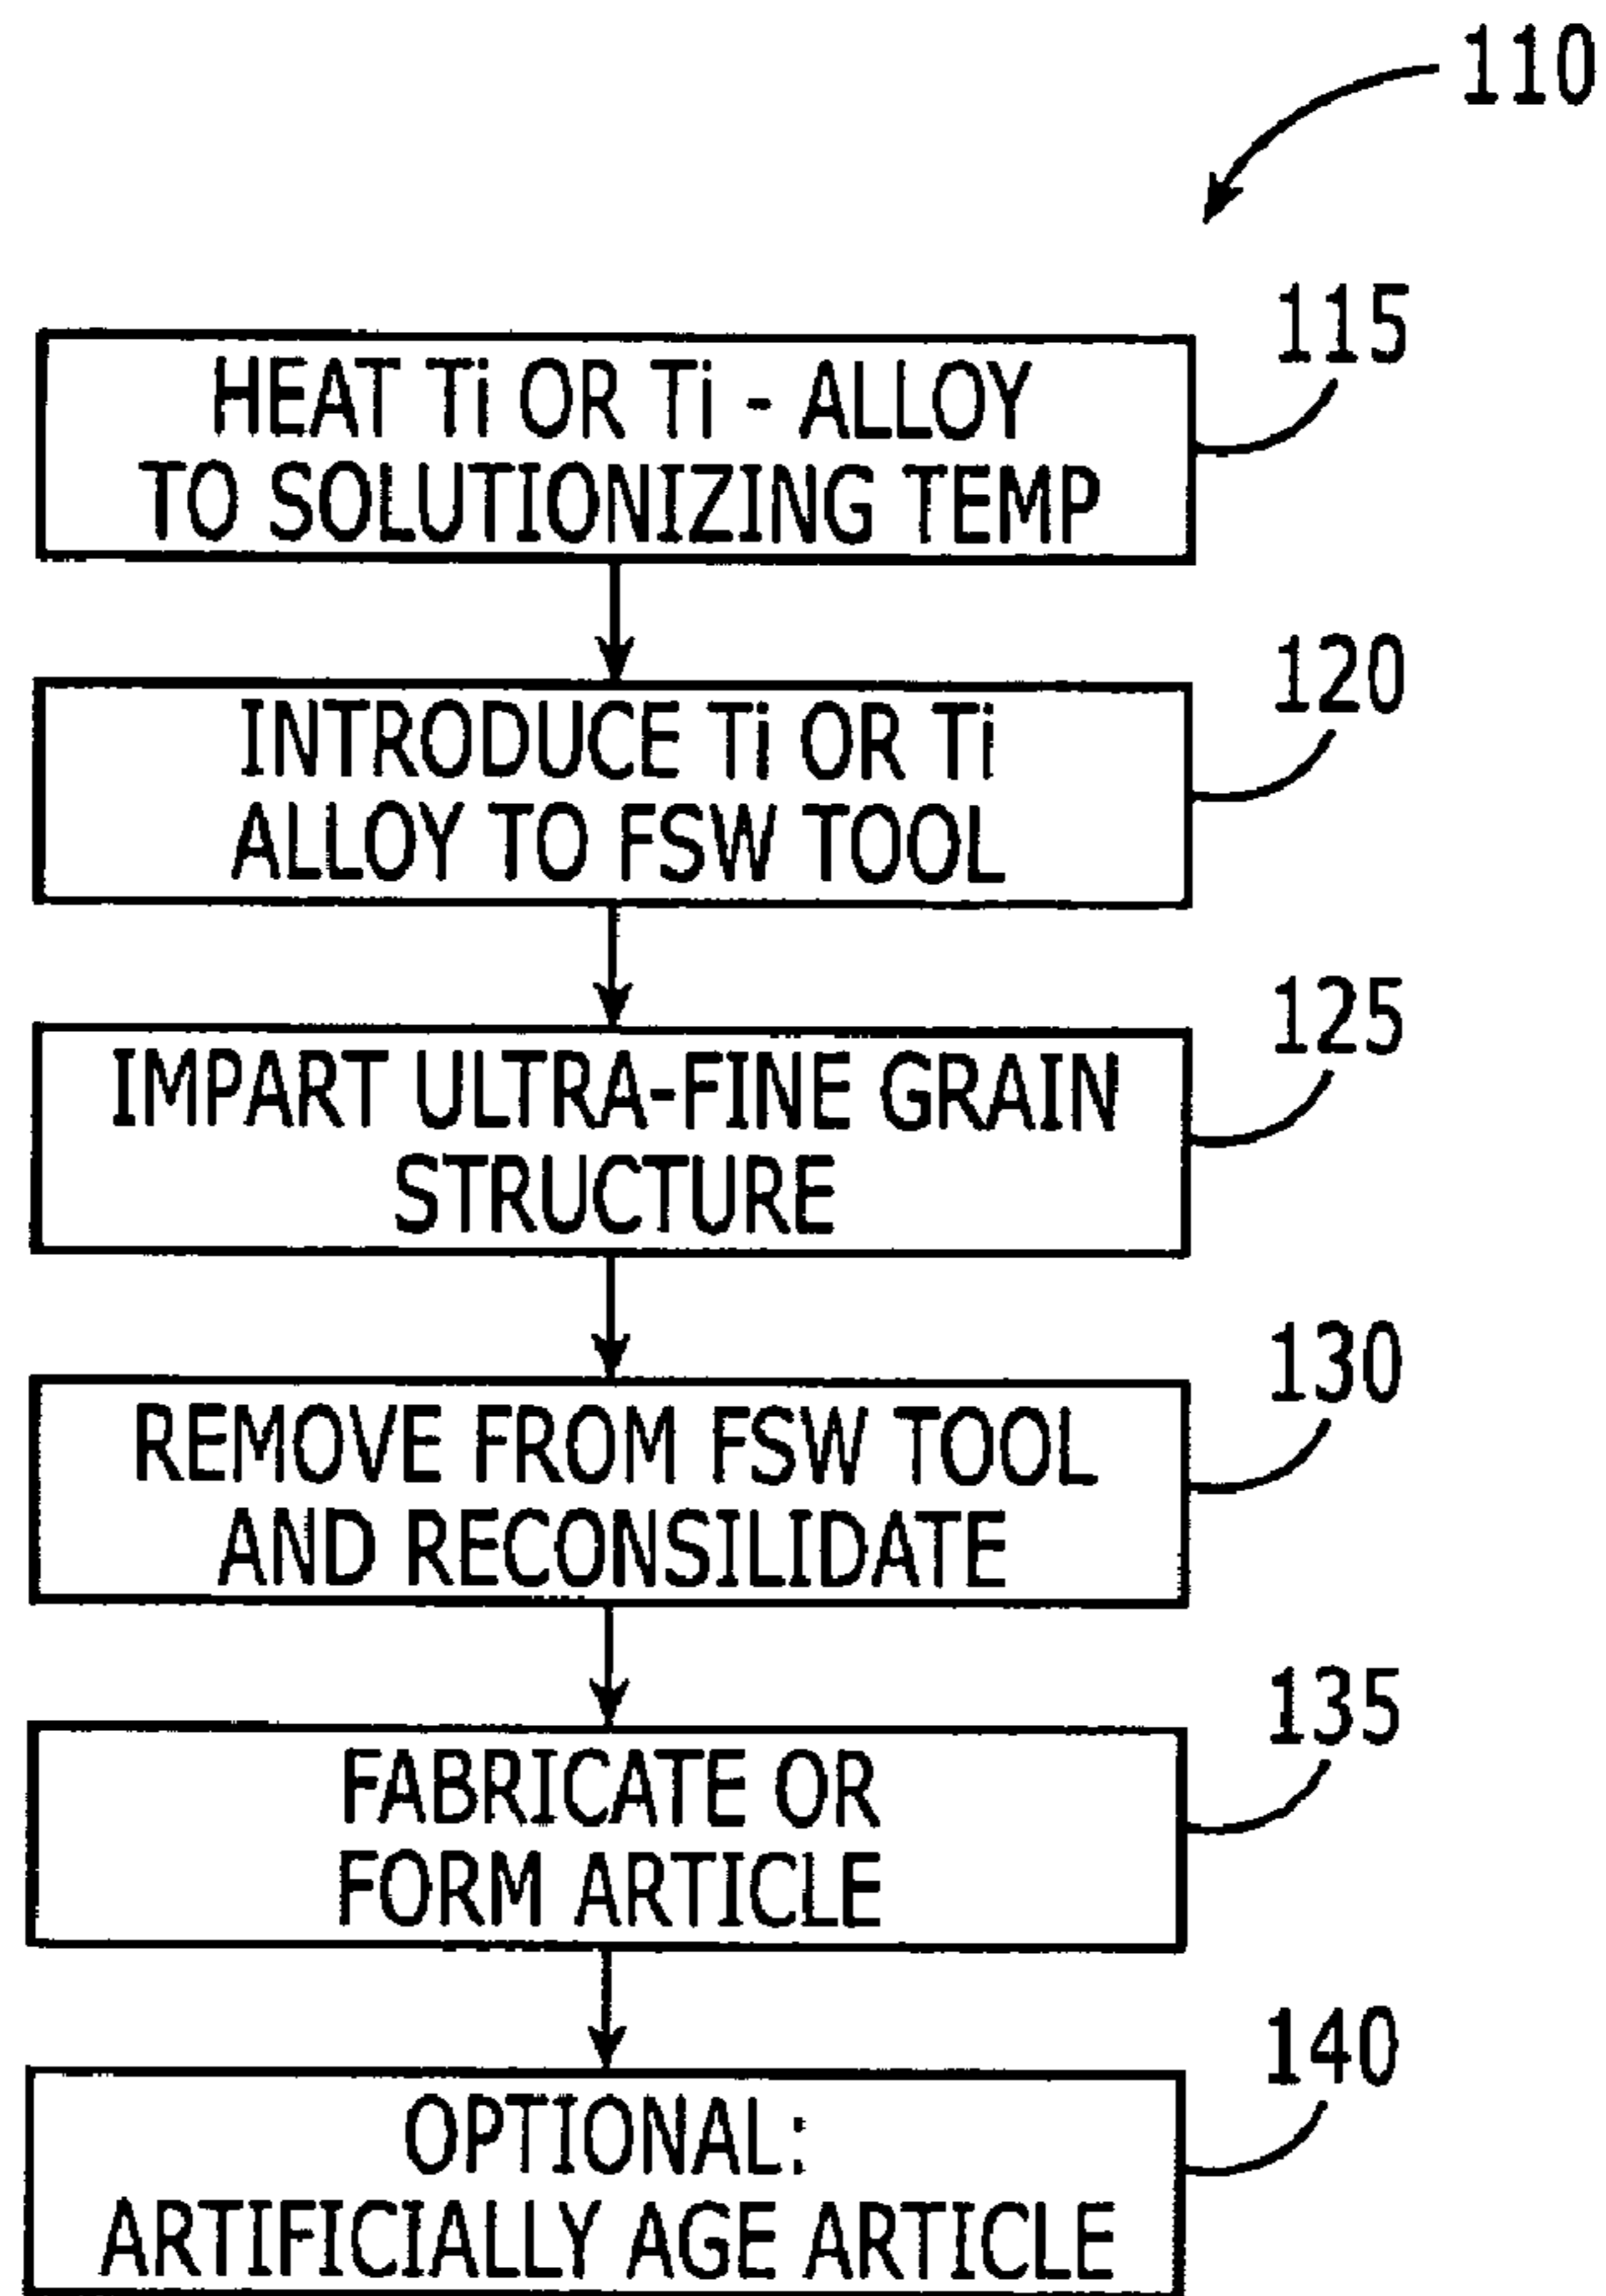 110
115
HEAT Ti OR Ti - ALLOY
TO SOLUTIONIZING TEMP
120
INTRODUCE Ti OR Ti
ALLOY TO FSW TOOL
125
IMPART ULTRA-FINE GRAIN
STRUCTURE
130
REMOVE FROM FSW TOOL
AND RECONSILIDATE
135
FABRICATE OR
FORM ARTICLE
140
OPTIONAL:
ARTIFICIALLY AGE ARTICLE